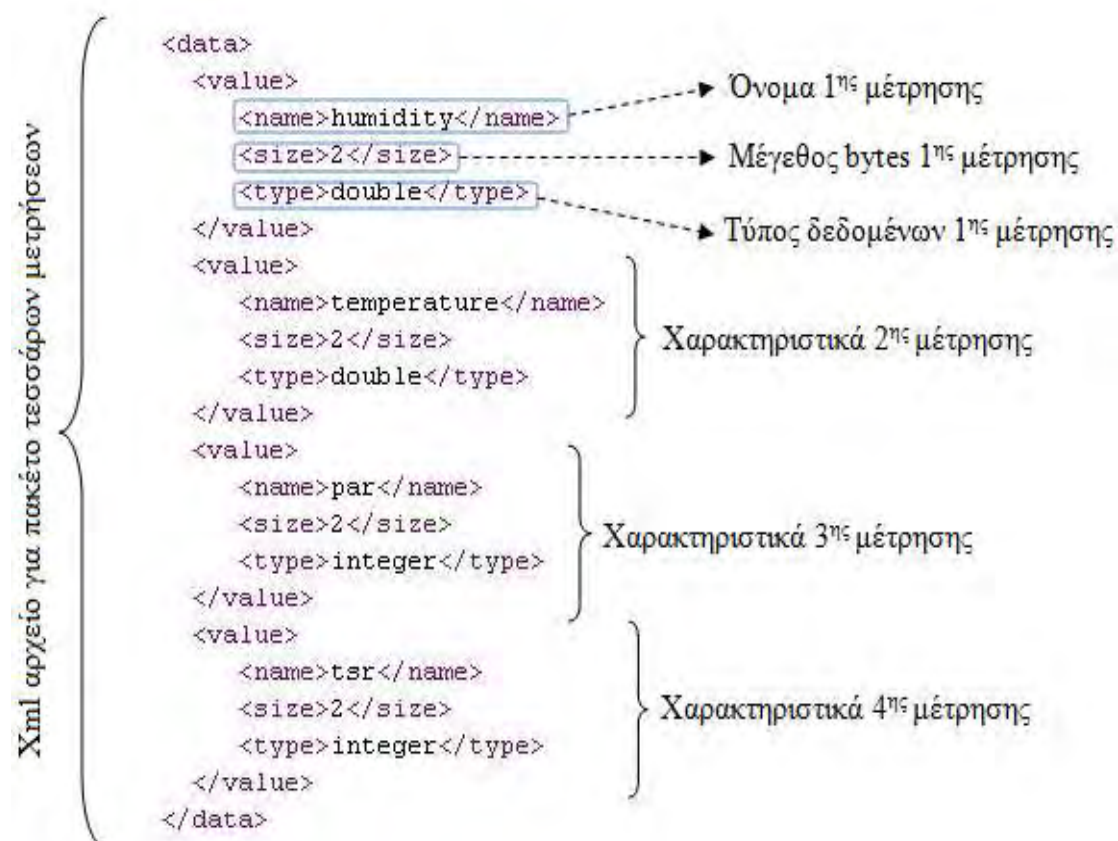 Xml αρχείο για πακέτο τεσσάρων μετρήσεων
<data>
<value>
<name>humidity</name>
Όνομα 1ης μέτρησης
<size>2</size>
Μέγεθος bytes 1ης μέτρησης
<type>double</type>
Τύπος δεδομένων 1ης μέτρησης
</value>
<value>
<name>temperature</name>
<size>2</size>
Χαρακτηριστικά 2ης μέτρησης
<type>double</type>
</value>
<value>
<name>par</name>
<size>2</size>
Χαρακτηριστικά 3ης μέτρησης
<type>integer</type>
</value>
<value>
<name>tsr</name>
<size>2</size>
Χαρακτηριστικά 4ης μέτρησης
<type>integer</type>
</value>
</data>